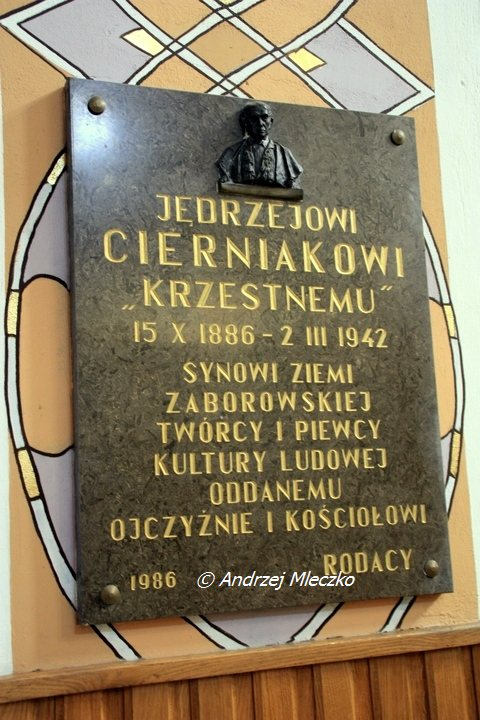 JĘDRZEJOWI
CIERNIAKOWI
„KRZESTNEMU"
15 X 1886 - 2 III 1942
SYNOWI ZIEMI
ZABOROWSKIEJ
TWÓRCY I PIEWCY
KULTURY LUDOWEJ
ODDANEMU
OJCZYŹNIE I KOŚCIOŁOWI
RODACY
1986
© Andrzej Mleczko